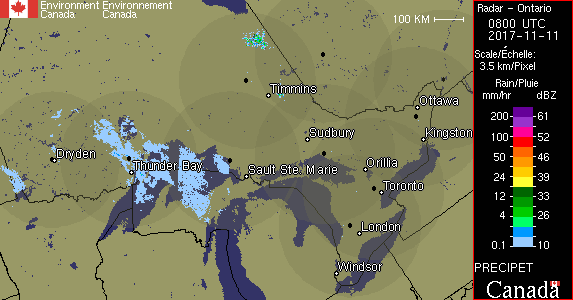 Environment Environnement
Canada Canada
100 KM
Timmins
Ottawa
Sudbury
Kingston
Dryden
Thunder Bay
Sault Ste. Marie
Orillia
Toronto
London
Windsor
Radar - Ontario
0800 UTC
2017-11-11
Scale/Échelle:
3.5 km/Pixel
Rain/Pluie
mm/hr dBZ
200 61
100 52
50 46
24 39
12 33
4 26
0.1 10
PRECIPET
Canada